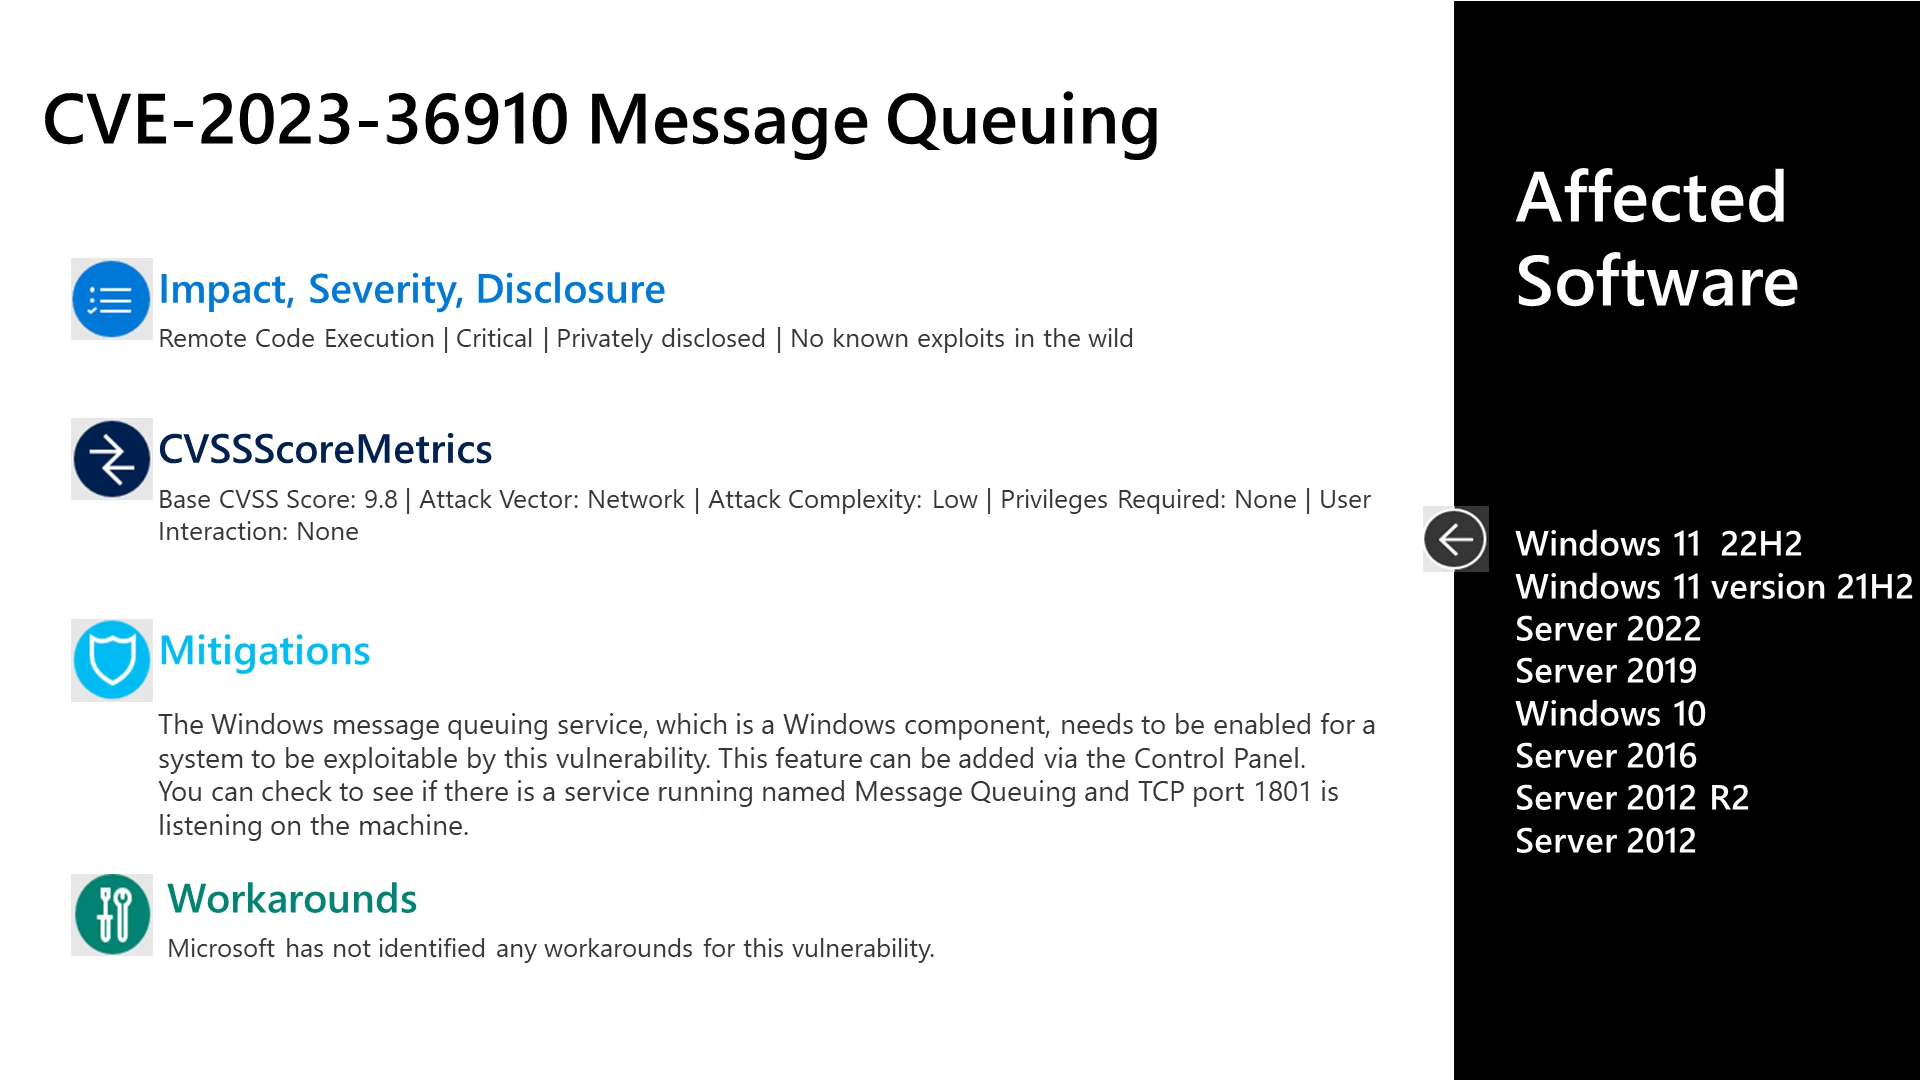 CVE-2023-36910 Message Queuing
Impact, Severity, Disclosure
Remote Code Execution | Critical | Privately disclosed | No known exploits in the wild
CVSSScoreMetrics
Base CVSS Score: 9.8 | Attack Vector: Network | Attack Complexity: Low | Privileges Required: None | User
Interaction: None
Mitigations
The Windows message queuing service, which is a Windows component, needs to be enabled for a
system to be exploitable by this vulnerability. This feature can be added via the Control Panel.
You can check to see if there is a service running named Message Queuing and TCP port 1801 is
listening on the machine.
Workarounds
Microsoft has not identified any workarounds for this vulnerability.
Affected
Software
Windows 11  22H2
Windows 11 version 21H2
Server 2022
Server 2019
Windows 10
Server 2016
Server 2012 R2
Server 2012